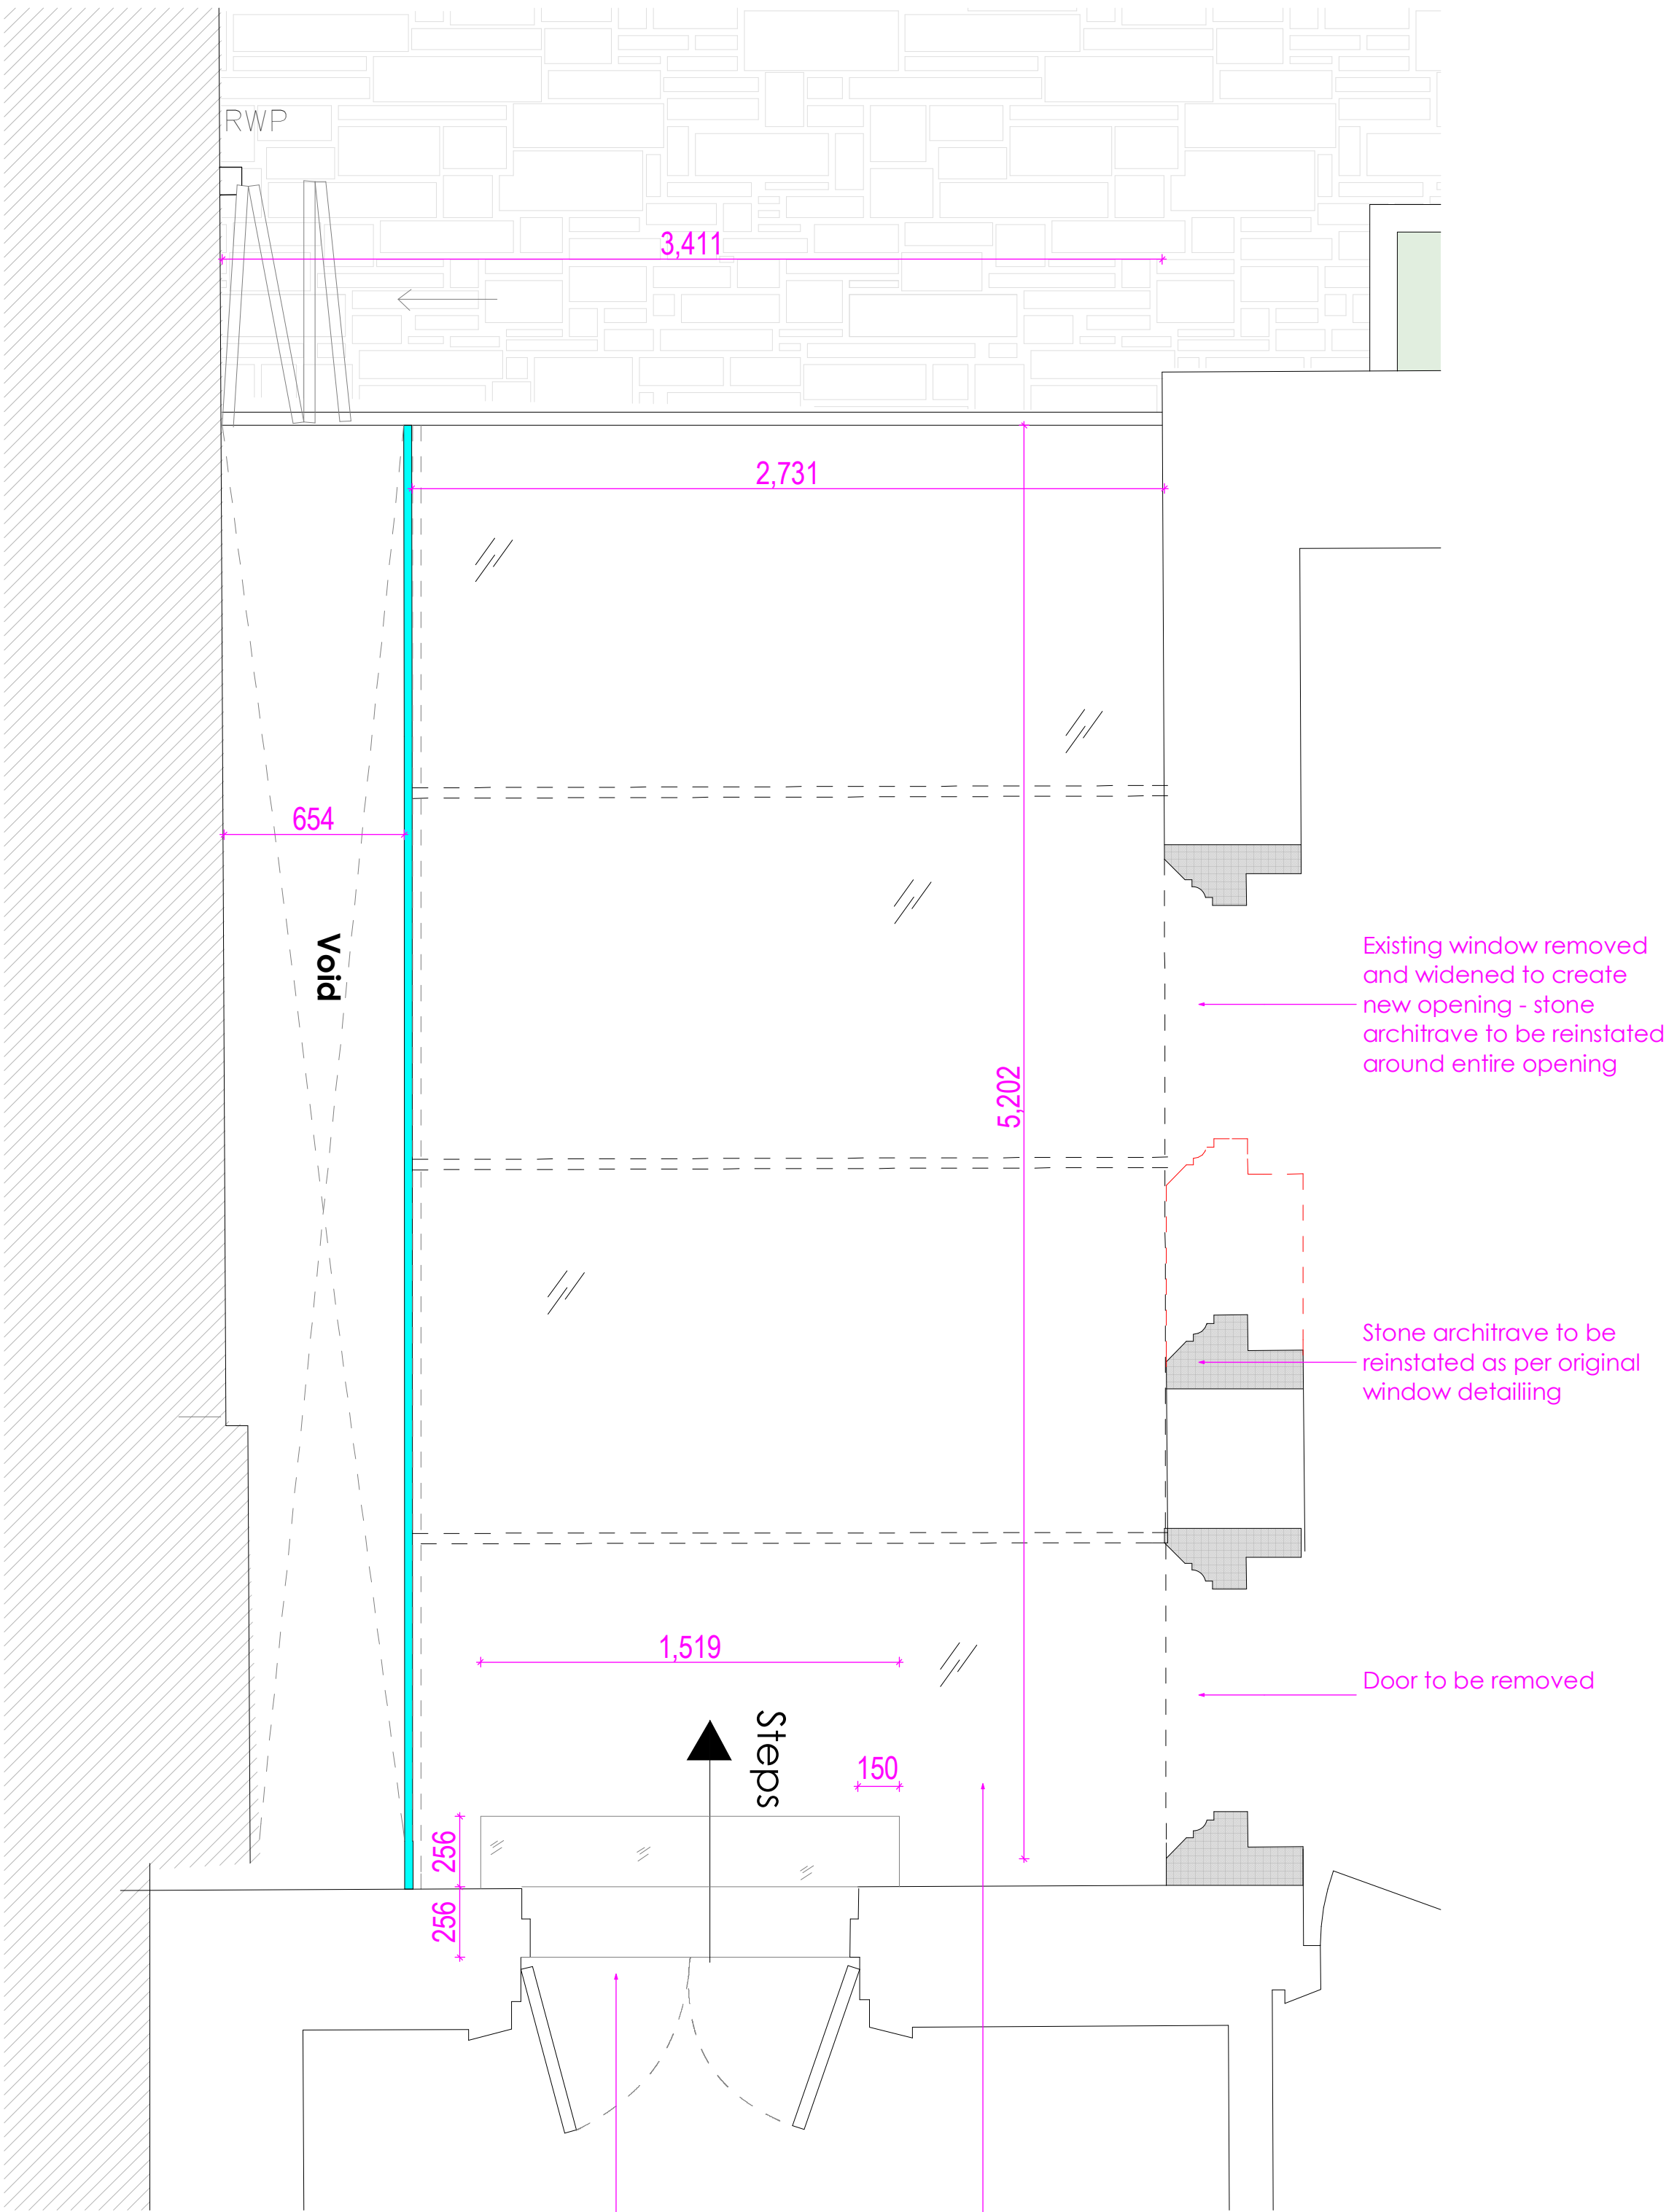 RWP
3,411
2,731
654
Void
Existing window removed
and widened to create
new opening - stone
architrave to be reinstated
around entire opening
5,202
Stone architrave to be
reinstated as per original
window detailiing
1,519
Door to be removed
Steps
150
256
256